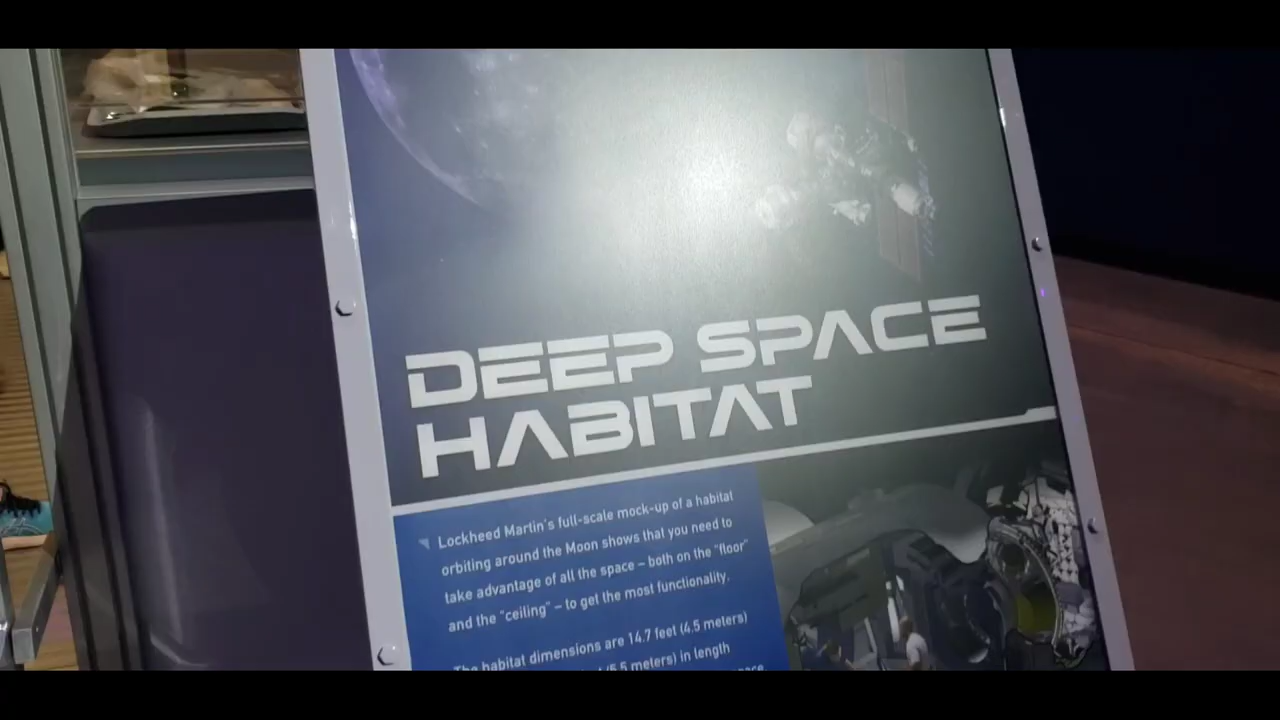 DEEP SPACE
HABITAT
Lockheed Martin's full-scale mock-up of a habitat
orbiting around the Moon shows that you need to
take advantage of all the space – both on the "floor"
and the "ceiling" – to get the most functionality.
habitat dimensions are 14.7 feet (4.5 meters)
(5.5 meters) in length